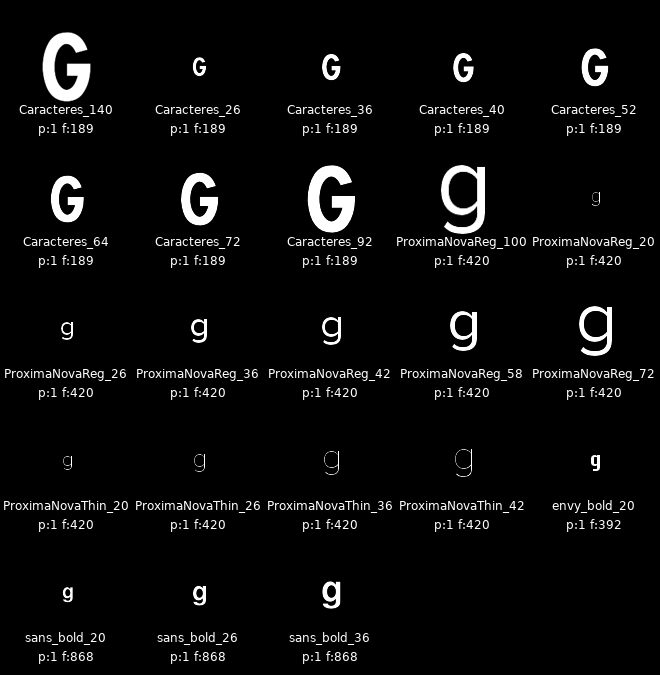 G G G G G
Caracteres_140 Caracteres_26 Caracteres_36 Caracteres_40 Caracteres_52
p:1 f:189 p:1 f:189 p:1 f:189 p:1 f:189 p:1 f:189
G G G g g
Caracteres_64 Caracteres_72 Caracteres_92 ProximaNovaReg_100 ProximaNovaReg_20
p:1 f:189 p:1 f:189 p:1 f:189 p:1 f:420 p:1 f:420
g g g g g
ProximaNovaReg_26 ProximaNovaReg_36 ProximaNovaReg_42 ProximaNovaReg_58 ProximaNovaReg_72
p:1 f:420 p:1 f:420 p:1 f:420 p:1 f:420 p:1 f:420
g g g g g
ProximaNovaThin_20 ProximaNovaThin_26 ProximaNovaThin_36 ProximaNovaThin_42 envy_bold_20
p:1 f:420 p:1 f:420 p:1 f:420 p:1 f:420 p:1 f:392
g g g
sans_bold_20 sans_bold_26 sans_bold_36
p:1 f:868 p:1 f:868 p:1 f:868